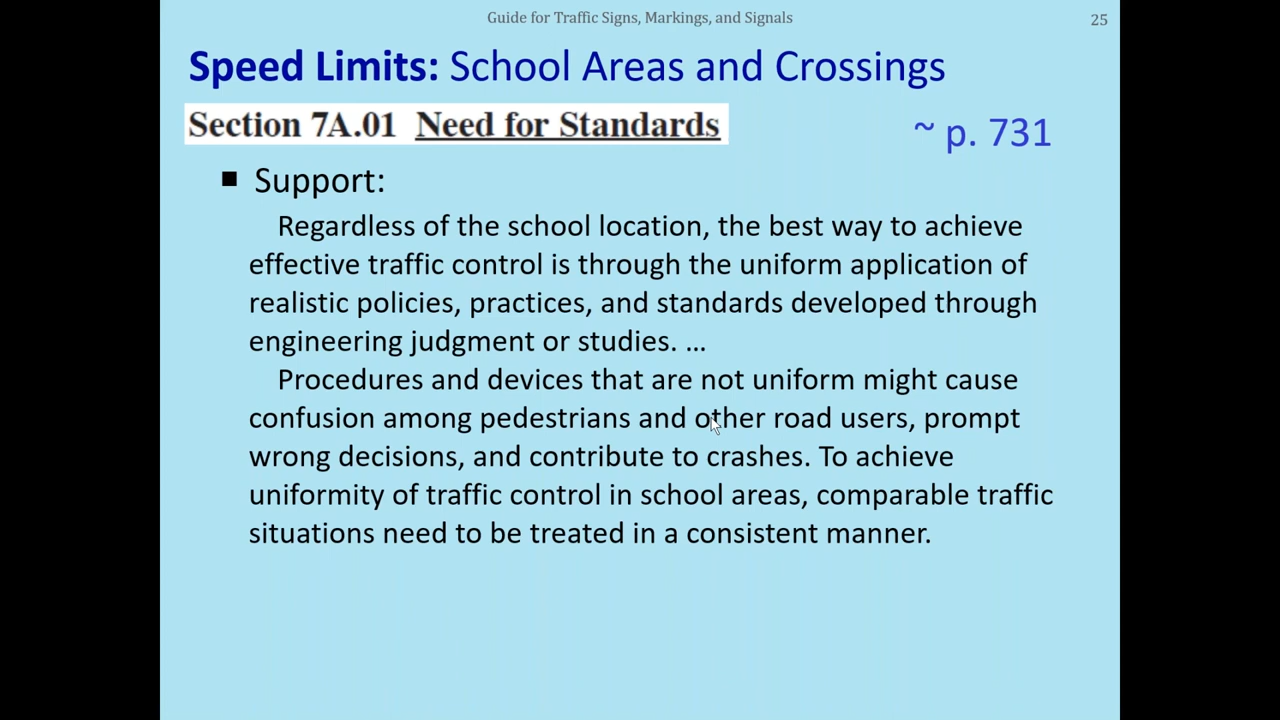 Guide for Traffic Signs, Markings, and Signals
25
Speed Limits: School Areas and Crossings
Section 7A.01 Need for Standards
~ p. 731
■ Support:
Regardless of the school location, the best way to achieve
effective traffic control is through the uniform application of
realistic policies, practices, and standards developed through
engineering judgment or studies. …
Procedures and devices that are not uniform might cause
confusion among pedestrians and other road users, prompt
wrong decisions, and contribute to crashes. To achieve
uniformity of traffic control in school areas, comparable traffic
situations need to be treated in a consistent manner.